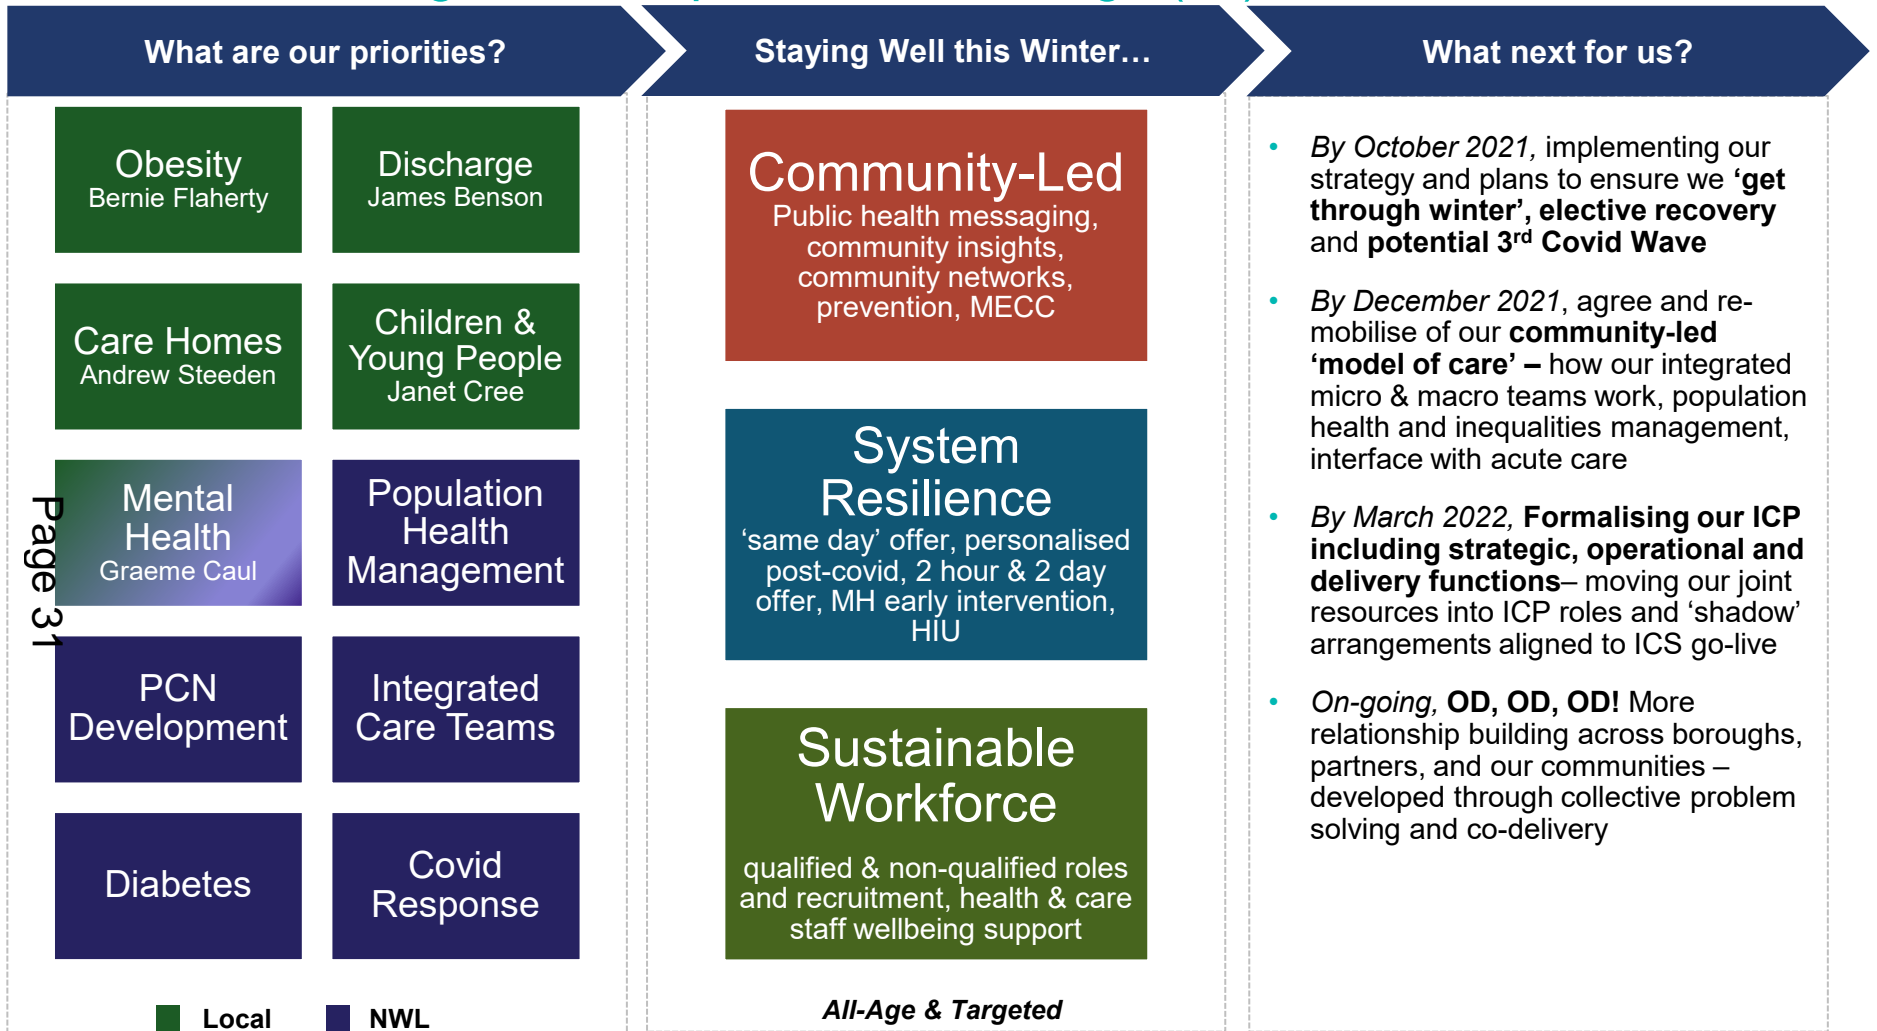 What are our priorities?
Staying Well this Winter…
What next for us?
Obesity
Bernie Flaherty
Discharge
James Benson
Care Homes
Andrew Steeden
Children &
Young People
Janet Cree
Mental
Health
Graeme Caul
Population
Health
Management
PCN
Development
Integrated
Care Teams
Diabetes
Covid
Response
Local
NWL
Page 31
Community-Led
Public health messaging,
community insights,
community networks,
prevention, MECC
System
Resilience
‘same day’ offer, personalised
post-covid, 2 hour & 2 day
offer, MH early intervention,
HIU
Sustainable
Workforce
qualified & non-qualified roles
and recruitment, health & care
staff wellbeing support
All-Age & Targeted
• By October 2021, implementing our
strategy and plans to ensure we ‘get
through winter’, elective recovery
and potential 3rd Covid Wave
• By December 2021, agree and re-
mobilise of our community-led
‘model of care’ – how our integrated
micro & macro teams work, population
health and inequalities management,
interface with acute care
• By March 2022, Formalising our ICP
including strategic, operational and
delivery functions– moving our joint
resources into ICP roles and ‘shadow’
arrangements aligned to ICS go-live
• On-going, OD, OD, OD! More
relationship building across boroughs,
partners, and our communities –
developed through collective problem
solving and co-delivery